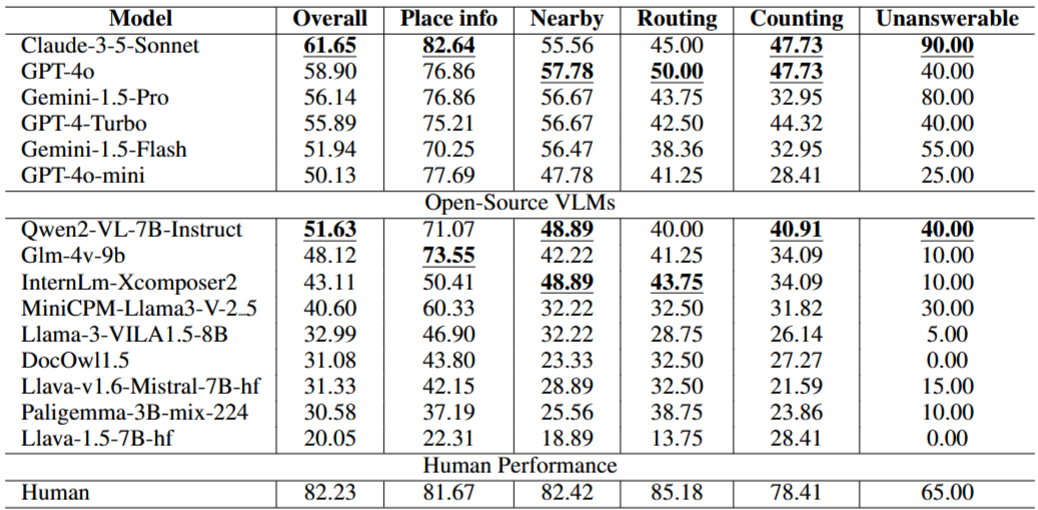 Model Overall Place info Nearby Routing Counting Unanswerable
Claude-3-5-Sonnet 61.65 82.64 55.56 45.00 47.73 90.00
GPT-4o 58.90 76.86 57.78 50.00 47.73 40.00
Gemini-1.5-Pro 56.14 76.86 56.67 43.75 32.95 80.00
GPT-4-Turbo 55.89 75.21 56.67 42.50 44.32 40.00
Gemini-1.5-Flash 51.94 70.25 56.47 38.36 32.95 55.00
GPT-4o-mini 50.13 77.69 47.78 41.25 28.41 25.00
Open-Source VLMs
Qwen2-VL-7B-Instruct 51.63 71.07 48.89 40.00 40.91 40.00
Glm-4v-9b 48.12 73.55 42.22 41.25 34.09 10.00
InternLm-Xcomposer2 43.11 50.41 48.89 43.75 34.09 10.00
MiniCPM-Llama3-V-2_5 40.60 60.33 32.22 32.50 31.82 30.00
Llama-3-VILA1.5-8B 32.99 46.90 32.22 28.75 26.14 5.00
DocOwl1.5 31.08 43.80 23.33 32.50 27.27 0.00
Llava-v1.6-Mistral-7B-hf 31.33 42.15 28.89 32.50 21.59 15.00
Paligemma-3B-mix-224 30.58 37.19 25.56 38.75 23.86 10.00
Llava-1.5-7B-hf 20.05 22.31 18.89 13.75 28.41 0.00
Human Performance
Human 82.23 81.67 82.42 85.18 78.41 65.00